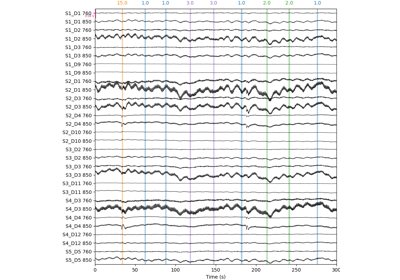 15.0 1.0 1.0 3.0 3.0 1.0 2.0 2.0 1.0
S1_D1 760
S1_D1 850
S1_D2 760
S1_D2 850
S1_D3 760
S1_D3 850
S1_D9 760
S1_D9 850
S2_D1 760
S2_D1 850
S2_D3 760
S2_D3 850
S2_D4 760
S2_D4 850
S2_D10 760
S2_D10 850
S3_D2 760
S3_D2 850
S3_D3 760
S3_D3 850
S3_D11 760
S3_D11 850
S4_D3 760
S4_D3 850
S4_D4 760
S4_D4 850
S4_D12 760
S4_D12 850
S5_D5 760
S5_D5 850
0 50 100 150 200 250 300
Time (s)